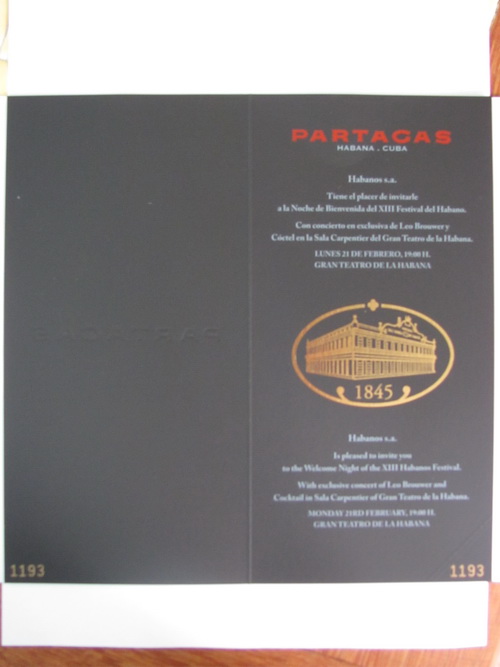 PARTAGAS
HABANA . CUBA
Habanos s.a.
Tiene el placer de invitarle
a la Noche de Bienvenida del XIII Festival del Habano.
Con concierto en exclusiva de Leo Brouwer y
Cóctel en la Sala Carpentier del Gran Teatro de la Habana.
LUNES 21 DE FEBRERO, 19:00 H.
GRAN TEATRO DE LA HABANA
1845
Habanos s.a.
Is pleased to invite you
to the Welcome Night of the XIII Habanos Festival.
With exclusive concert of Leo Brouwer and
Cocktail in Sala Carpentier of Gran Teatro de la Habana.
MONDAY 21RD FEBRUARY, 19:00 H.
GRAN TEATRO DE LA HABANA
1193
1193